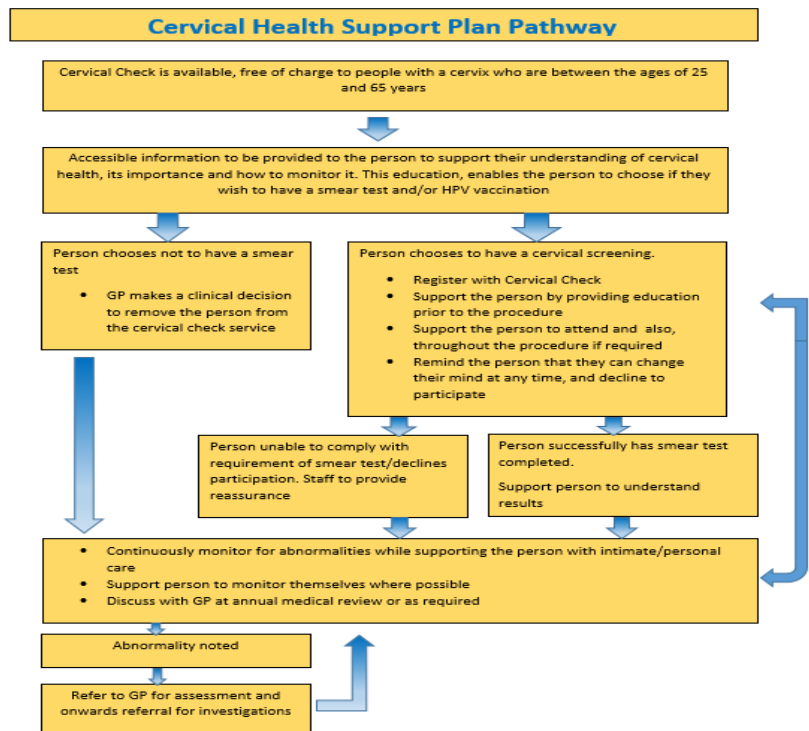 Cervical Health Support Plan Pathway
Cervical Check is available, free of charge to people with a cervix who are between the ages of 25
and 65 years
Accessible information to be provided to the person to support their understanding of cervical
health, its importance and how to monitor it. This education, enables the person to choose if they
wish to have a smear test and/or HPV vaccination
Person chooses not to have a smear
test
• GP makes a clinical decision
to remove the person from
the cervical check service
Person chooses to have a cervical screening.
• Register with Cervical Check
• Support the person by providing education
prior to the procedure
• Support the person to attend and also,
throughout the procedure if required
• Remind the person that they can change
their mind at any time, and decline to
participate
Person unable to comply with
requirement of smear test/declines
participation. Staff to provide
reassurance
Person successfully has smear test
completed.
Support person to understand
results
• Continuously monitor for abnormalities while supporting the person with intimate/personal
care
• Support person to monitor themselves where possible
• Discuss with GP at annual medical review or as required
Abnormality noted
Refer to GP for assessment and
onwards referral for investigations